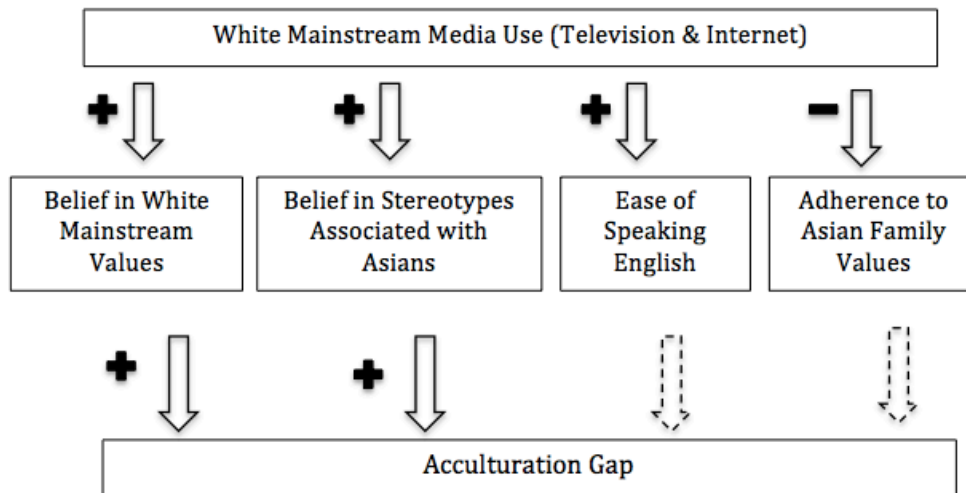 White Mainstream Media Use (Television & Internet)
+
+
+
-
Belief in White
Mainstream
Values
Belief in Stereotypes
Associated with
Asians
Ease of
Speaking
English
Adherence to
Asian Family
Values
+
+
Acculturation Gap